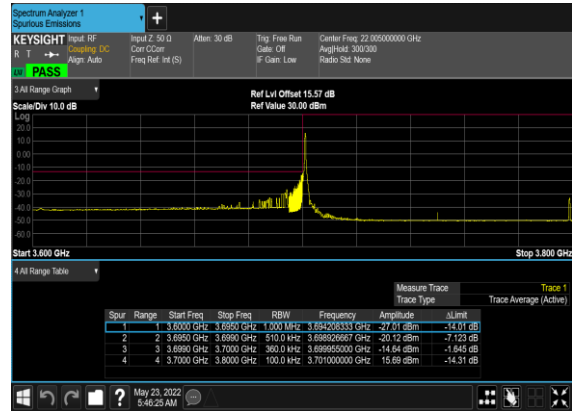 Spectrum Analyzer 1
Spurious Emissions
KEYSIGHT Input: RF Input Z: 50 Ω Atten: 30 dB Trig: Free Run Center Freq: 22.005000000 GHz
R T Coupling: DC Corr CCorr Gate: Off Avg|Hold: 300/300
Align: Auto Freq Ref: Int (S) IF Gain: Low Radio Std: None
LW PASS
3 All Range Graph Ref Lvl Offset 15.57 dB
Scale/Div 10.0 dB Ref Value 30.00 dBm
Log
20.0
10.0
0.00
-10.0
-20.0
-30.0
-40.0
-50.0
-60.0
Start 3.600 GHz Stop 3.800 GHz
4 All Range Table
Measure Trace Trace 1
Trace Type Trace Average (Active)
Spur Range Start Freq Stop Freq RBW Frequency Amplitude ΔLimit
1 1 3.6000 GHz 3.6950 GHz 1.000 MHz 3.694208333 GHz -27.01 dBm -14.01 dB
2 2 3.6950 GHz 3.6990 GHz 510.0 kHz 3.698926667 GHz -20.12 dBm -7.123 dB
3 3 3.6990 GHz 3.7000 GHz 360.0 kHz 3.699955000 GHz -14.64 dBm -1.645 dB
4 4 3.7000 GHz 3.8000 GHz 100.0 kHz 3.701000000 GHz 15.69 dBm -14.31 dB
?
May 23, 2022
5:46:25 AM